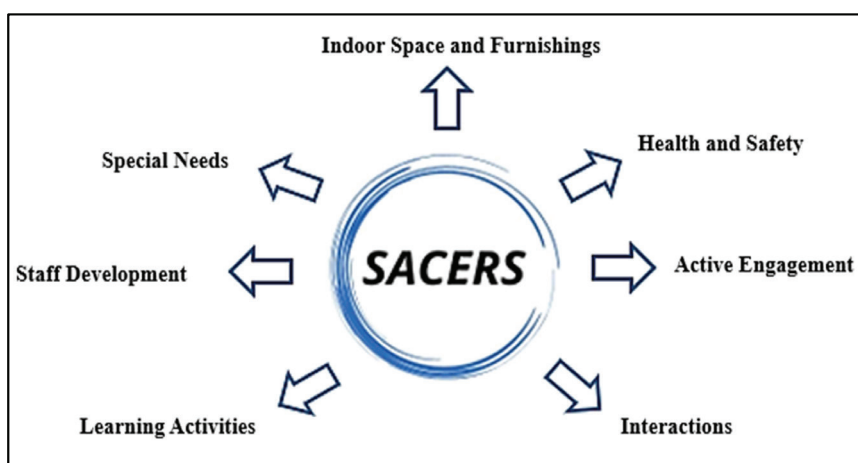 Indoor Space and Furnishings
Special Needs
Health and Safety
SACERS
Staff Development
Active Engagement
Learning Activities
Interactions